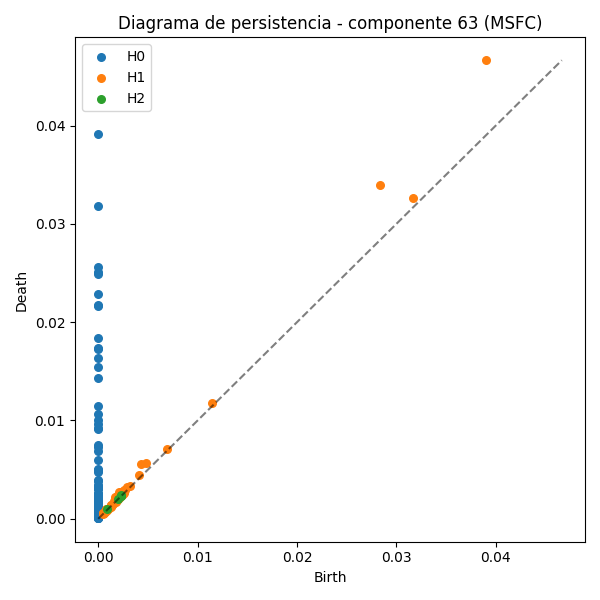 Diagrama de persistencia - componente 63 (MSFC)
H0
H1
H2
0.04
0.03
0.02
0.01
0.00
Death
0.00 0.01 0.02 0.03 0.04
Birth